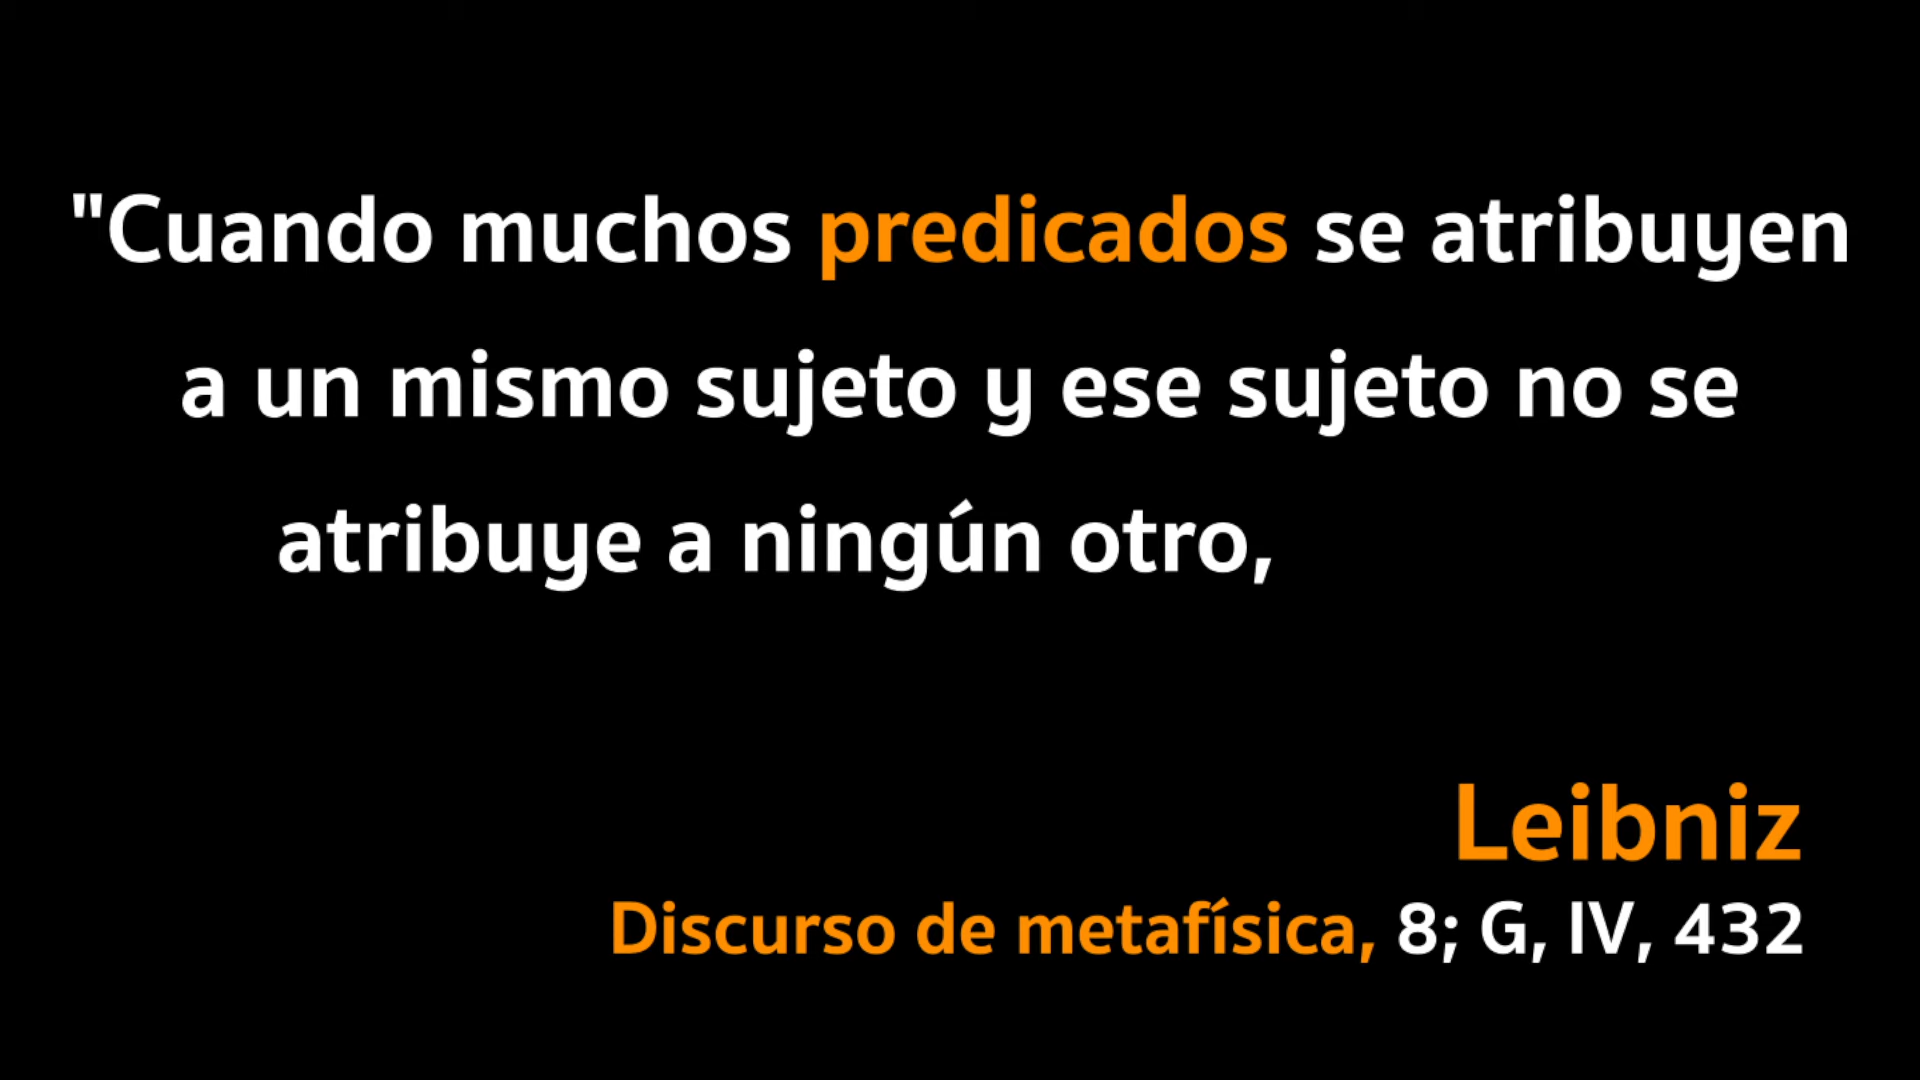 "Cuando muchos predicados se atribuyen
a un mismo sujeto y ese sujeto no se
atribuye a ningún otro,
Leibniz
Discurso de metafísica, 8; G, IV, 432